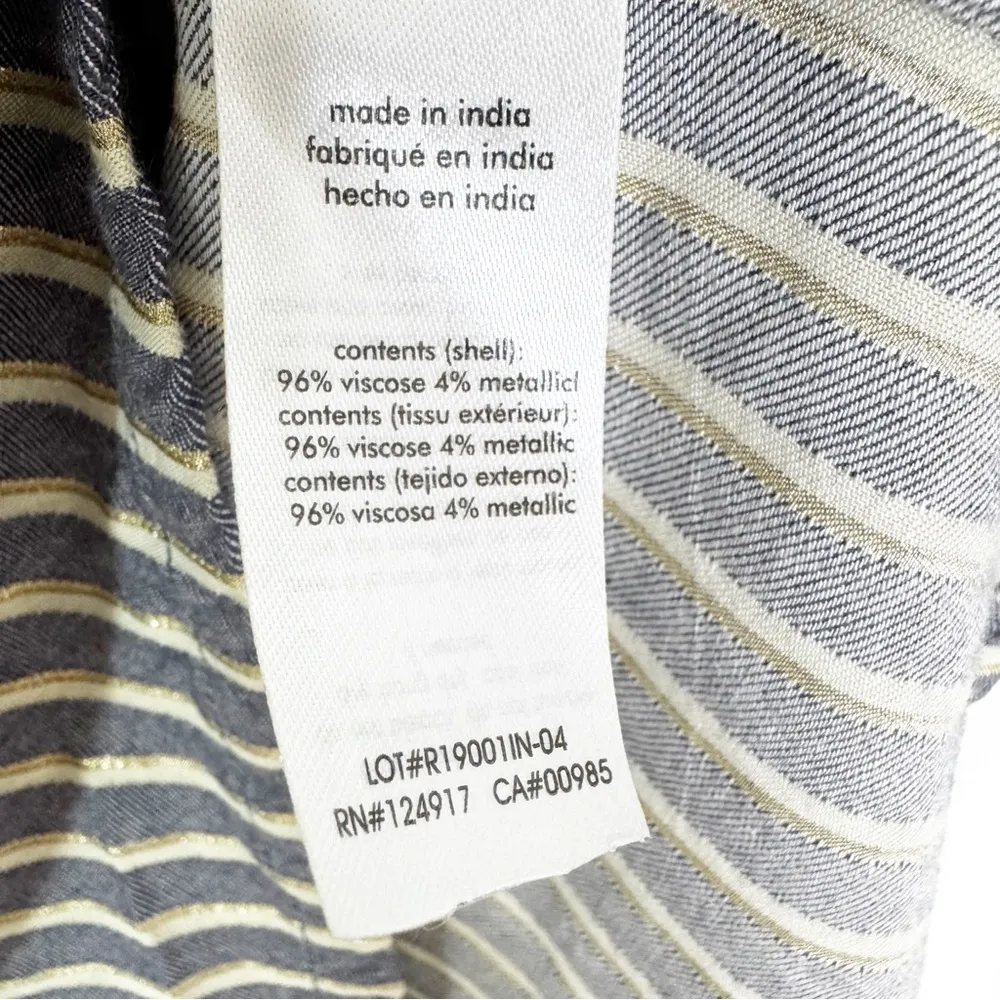 made in india
fabriqué en india
hecho en india
contents (shell):
96% viscose 4% metallicl
contents (tissu extérieur):
96% viscose 4% metallic
contents (tejido externo):
96% viscosa 4% metallic
LOT#R19001IN-04
RN#124917 CA#00985